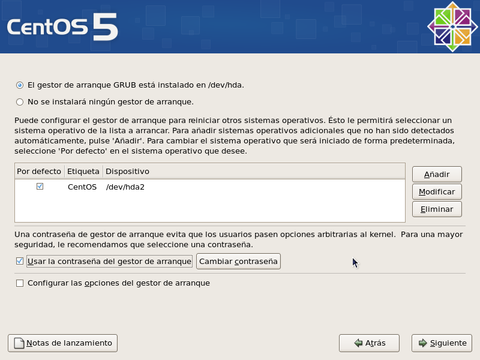 CentOS 5
El gestor de arranque GRUB está instalado en /dev/hda.
No se instalará ningún gestor de arranque.
Puede configurar el gestor de arranque para reiniciar otros sistemas operativos. Ésto le permitirá seleccionar un
sistema operativo de la lista a arrancar. Para añadir sistemas operativos adicionales que no han sido detectados
automáticamente, pulse 'Añadir'. Para cambiar el sistema operativo que será iniciado de forma predeterminada,
seleccione 'Por defecto' en el sistema operativo que desee.
Por defecto Etiqueta Dispositivo
CentOS /dev/hda2
Añadir
Modificar
Eliminar
Una contraseña de gestor de arranque evita que los usuarios pasen opciones arbitrarias al kernel. Para una mayor
seguridad, le recomendamos que seleccione una contraseña.
Usar la contraseña del gestor de arranque Cambiar contraseña
Configurar las opciones del gestor de arranque
Notas de lanzamiento Atrás Siguiente